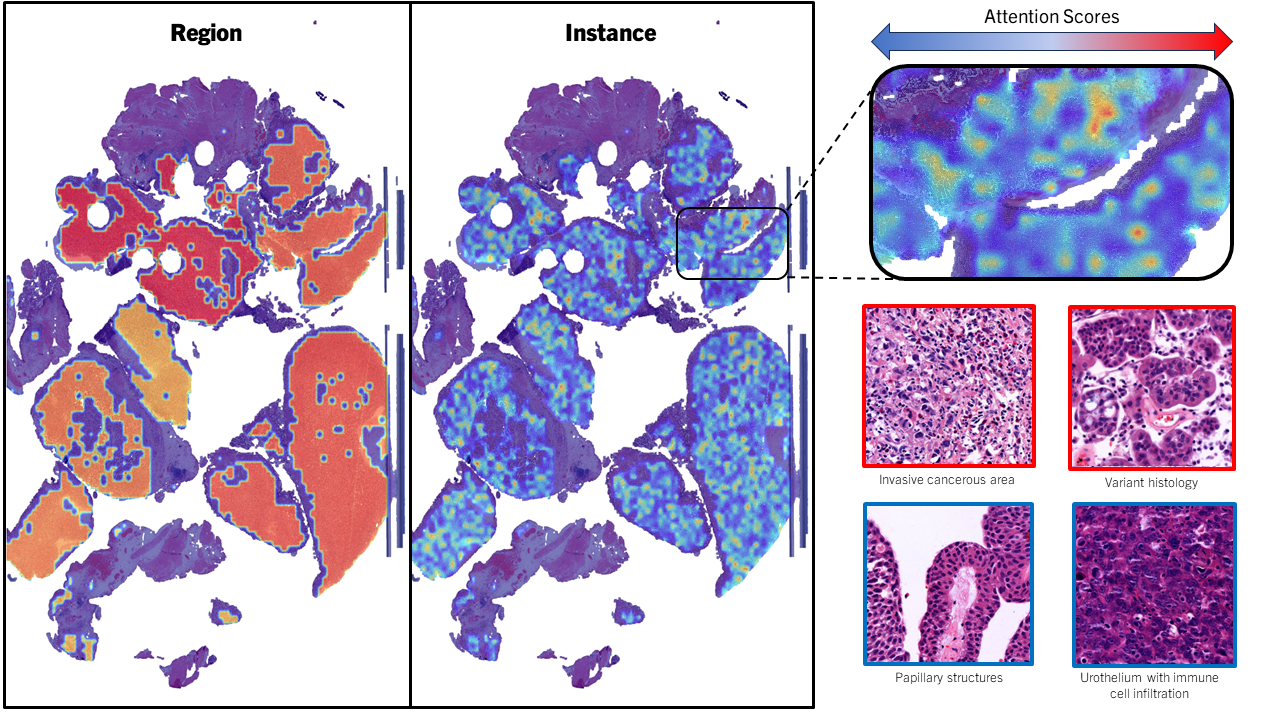 Region
Instance
Attention Scores
Invasive cancerous area
Variant histology
Papillary structures
Urothelium with immune
cell infiltration